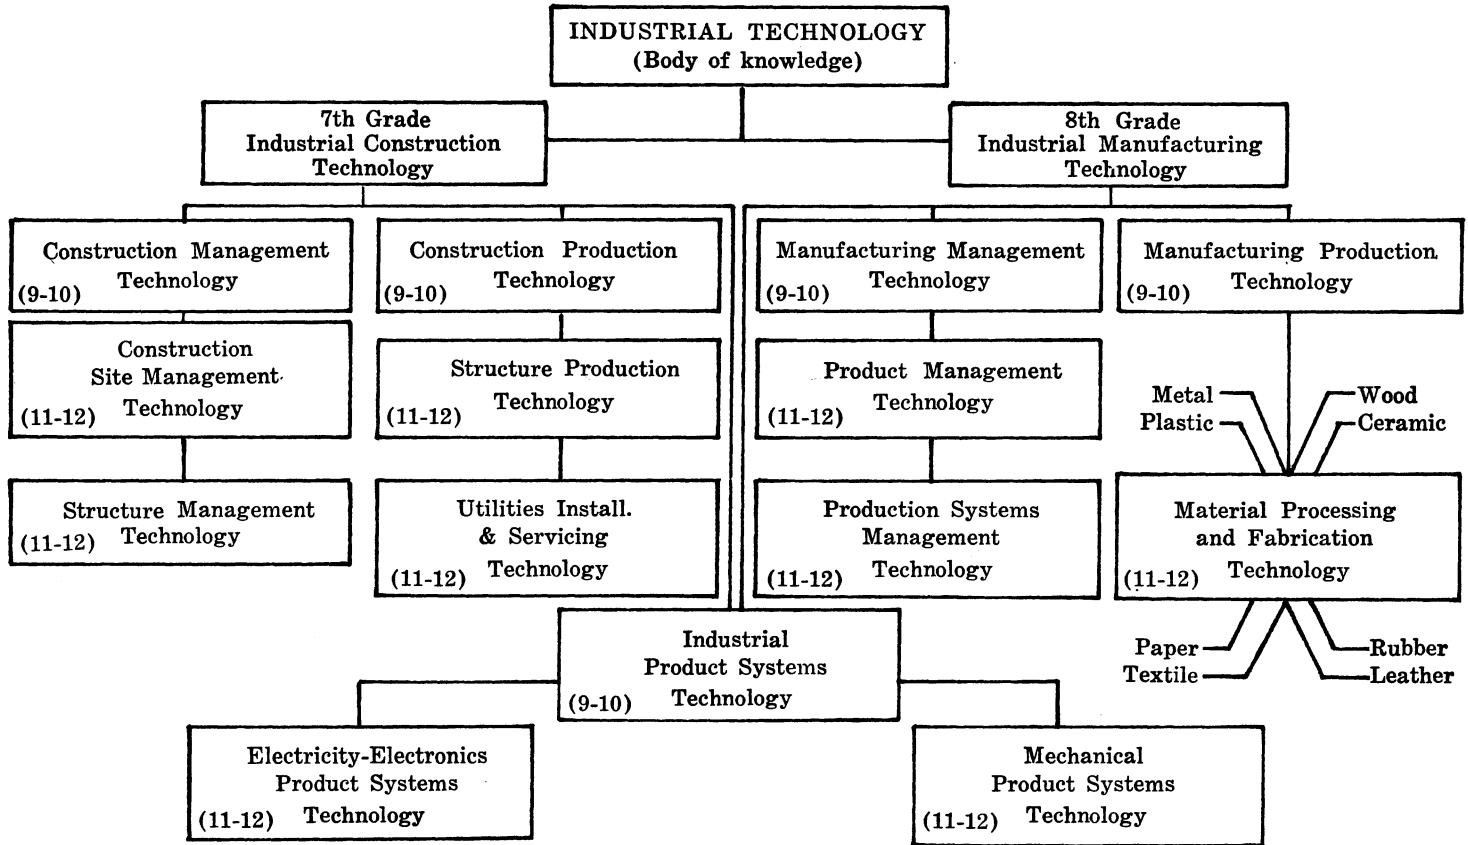 INDUSTRIAL TECHNOLOGY
(Body of knowledge)
7th Grade
Industrial Construction
Technology
8th Grade
Industrial Manufacturing
Technology
Construction Management
Technology
(9-10)
Construction Production
Technology
(9-10)
Manufacturing Management
Technology
(9-10)
Manufacturing Production
Technology
(9-10)
Construction
Site Management
Technology
(11-12)
Structure Production
Technology
(11-12)
Product Management
Technology
(11-12)
Metal
Plastic
Wood
Ceramic
Structure Management
Technology
(11-12)
Utilities Install.
& Servicing
Technology
(11-12)
Production Systems
Management
Technology
(11-12)
Material Processing
and Fabrication
Technology
(11-12)
Paper
Textile
Rubber
Leather
Industrial
Product Systems
Technology
(9-10)
Electricity-Electronics
Product Systems
Technology
(11-12)
Mechanical
Product Systems
Technology
(11-12)